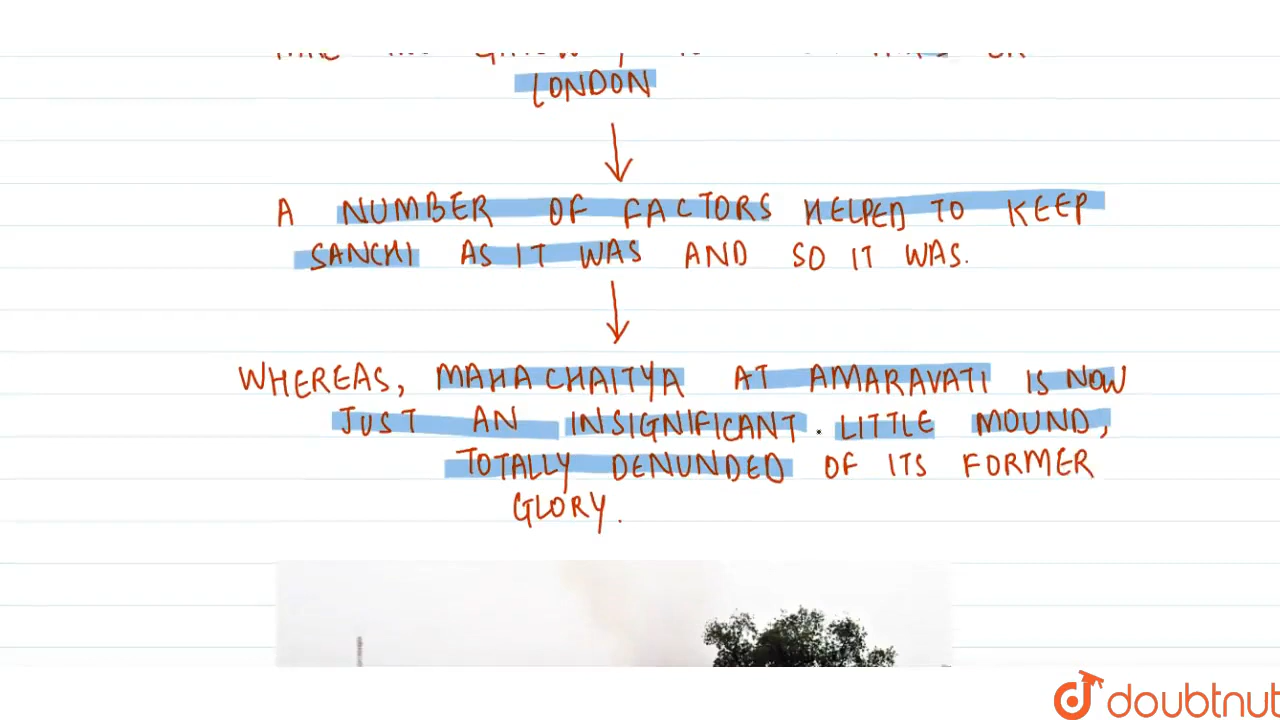 LONDON
A NUMBER OF FACTORS HELPED TO KEEP
SANCHI AS IT WAS AND SO IT WAS.
WHEREAS, MAHACHAITYA AT AMARAVATI IS NOW
JUST AN INSIGNIFICANT LITTLE MOUND,
TOTALLY DENUNDED OF ITS FORMER
GLORY.
doubtnut